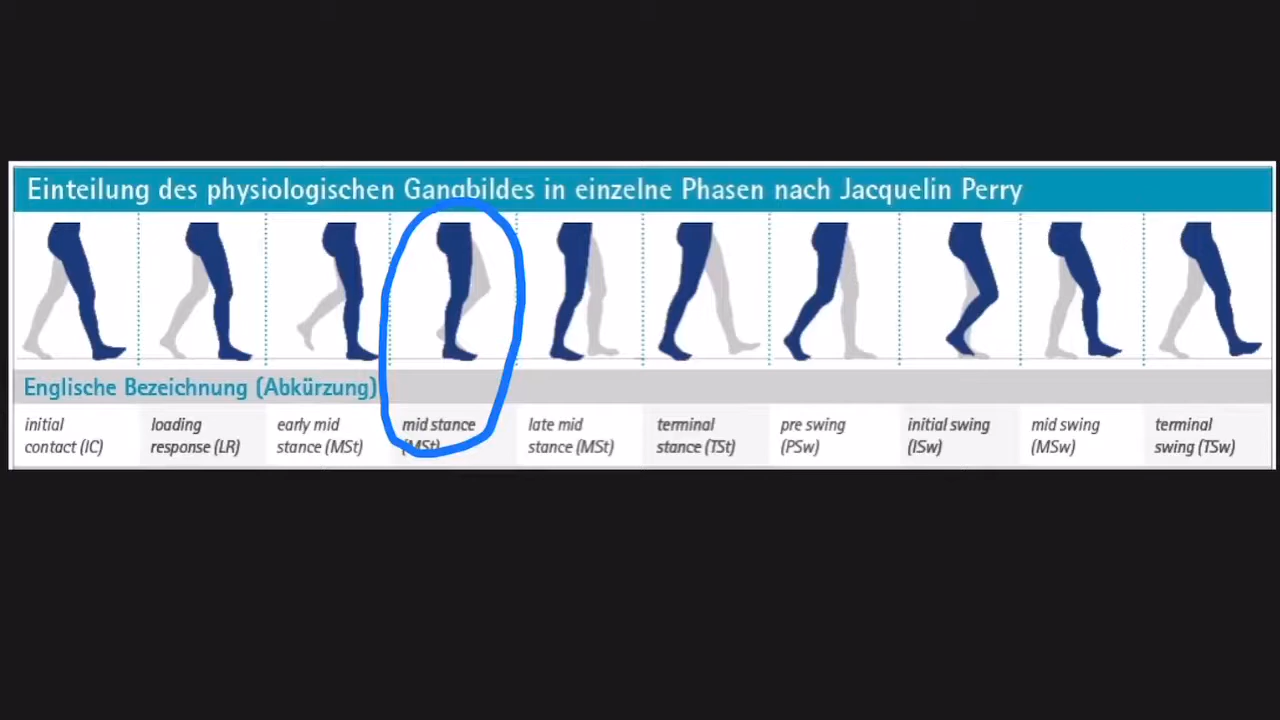 Einteilung des physiologischen Gangbildes in einzelne Phasen nach Jacquelin Perry
Englische Bezeichnung (Abkürzung)
initial
contact (IC)
loading
response (LR)
early mid
stance (MSt)
mid stance
(MSt)
late mid
stance (MSt)
terminal
stance (TSt)
pre swing
(PSw)
initial swing
(ISw)
mid swing
(MSw)
terminal
swing (TSw)